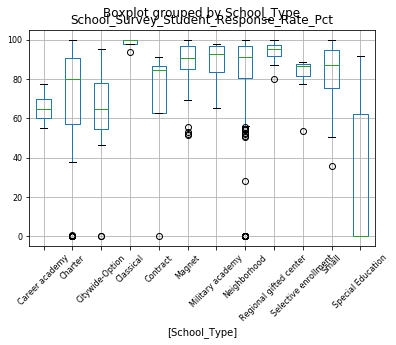 Boxplot grouped by School_Type
School_Survey_Student_Response_Rate_Pct
100
80
60
40
20
0
Career academy
Charter
Citywide-Option
Classical
Contract
Magnet
Military academy
Neighborhood
Regional gifted center
Selective enrollment
Small
Special Education
[School_Type]